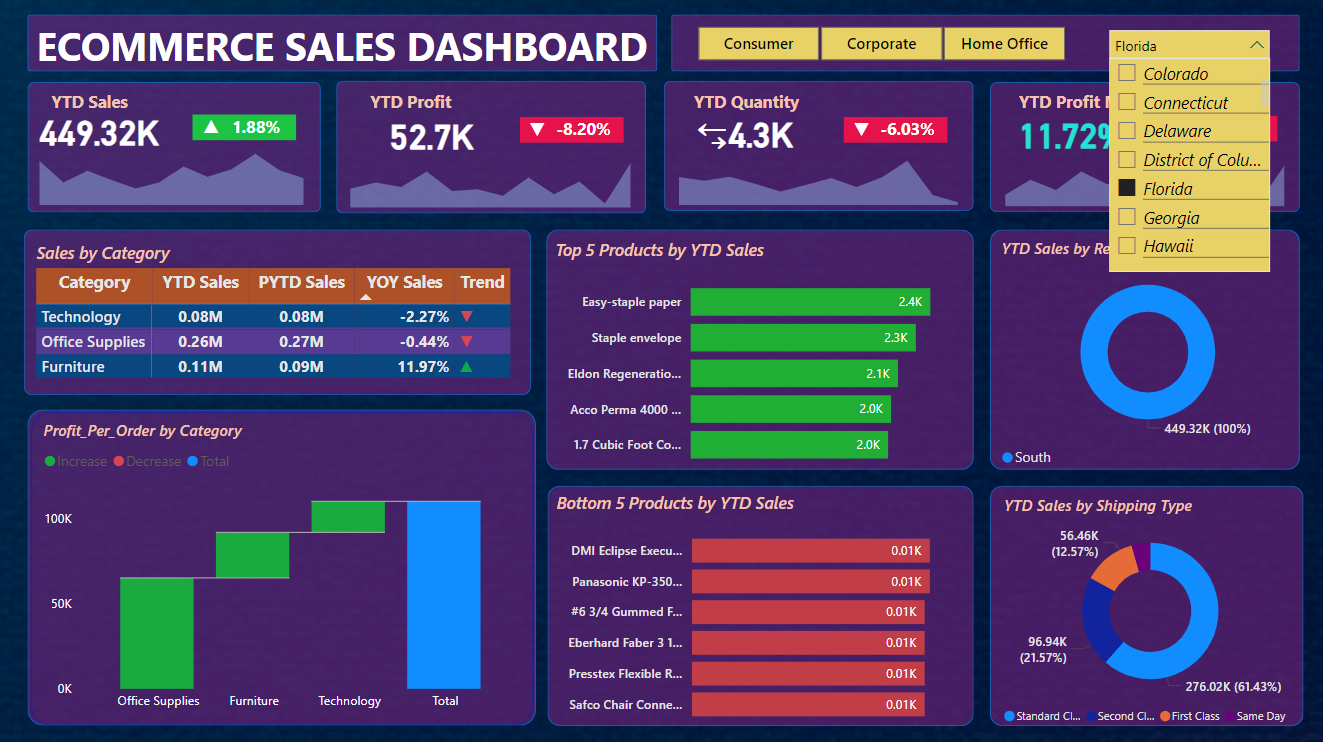 ECOMMERCE SALES DASHBOARD
Consumer
Corporate
Home Office
Florida
Colorado
Connecticut
Delaware
District of Colu...
Florida
Georgia
Hawaii
YTD Sales
449.32K
1.88%
YTD Profit
52.7K
-8.20%
YTD Quantity
4.3K
-6.03%
YTD Profit
11.72%
Sales by Category
Category YTD Sales PYTD Sales YOY Sales Trend
Technology 0.08M 0.08M -2.27%
Office Supplies 0.26M 0.27M -0.44%
Furniture 0.11M 0.09M 11.97%
Top 5 Products by YTD Sales
Easy-staple paper 2.4K
Staple envelope 2.3K
Eldon Regeneratio... 2.1K
Acco Perma 4000 ... 2.0K
1.7 Cubic Foot Co... 2.0K
YTD Sales by Re
449.32K (100%)
South
Profit_Per_Order by Category
Increase Decrease Total
100K
50K
0K
Office Supplies Furniture Technology Total
Bottom 5 Products by YTD Sales
DMI Eclipse Execu... 0.01K
Panasonic KP-350... 0.01K
#6 3/4 Gummed F... 0.01K
Eberhard Faber 3 1... 0.01K
Presstex Flexible R... 0.01K
Safco Chair Conne... 0.01K
YTD Sales by Shipping Type
56.46K
(12.57%)
96.94K
(21.57%)
276.02K (61.43%)
Standard Cl... Second Cl... First Class Same Day